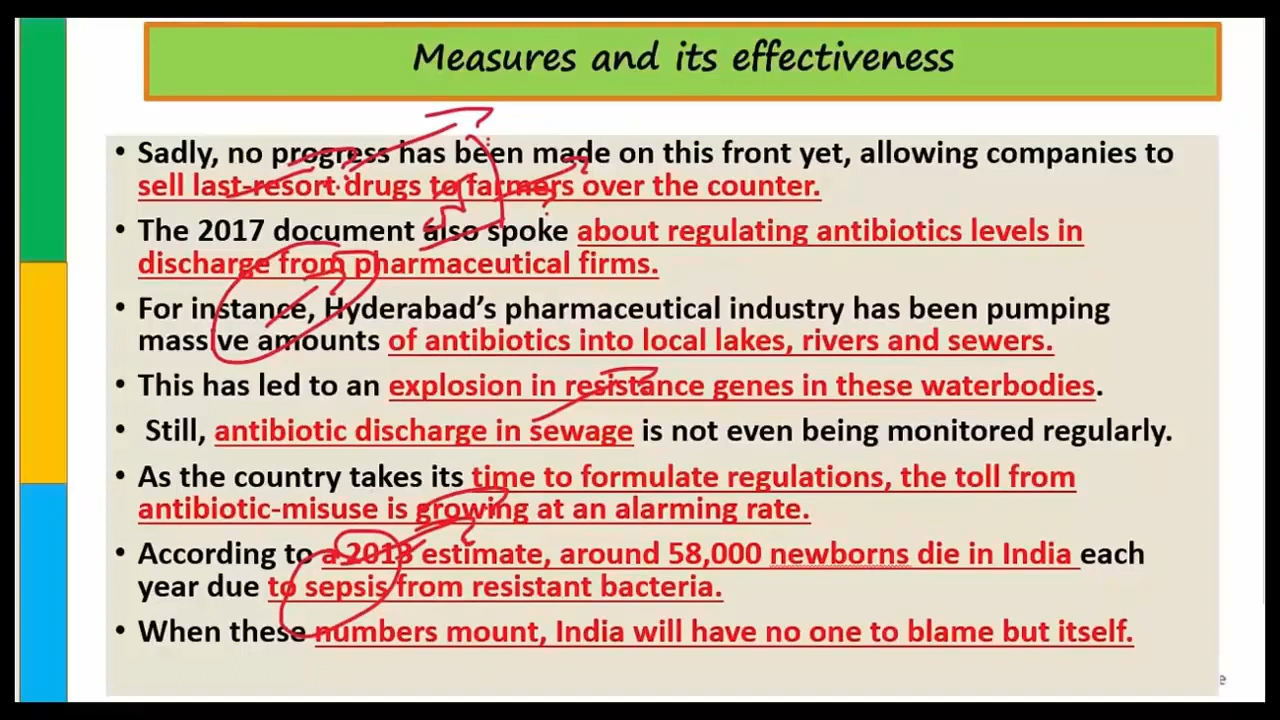 Measures and its effectiveness
• Sadly, no progress has been made on this front yet, allowing companies to
sell last-resort drugs to farmers over the counter.
• The 2017 document also spoke about regulating antibiotics levels in
discharge from pharmaceutical firms.
• For instance, Hyderabad's pharmaceutical industry has been pumping
massive amounts of antibiotics into local lakes, rivers and sewers.
• This has led to an explosion in resistance genes in these waterbodies.
• Still, antibiotic discharge in sewage is not even being monitored regularly.
• As the country takes its time to formulate regulations, the toll from
antibiotic-misuse is growing at an alarming rate.
• According to a 2013 estimate, around 58,000 newborns die in India each
year due to sepsis from resistant bacteria.
• When these numbers mount, India will have no one to blame but itself.